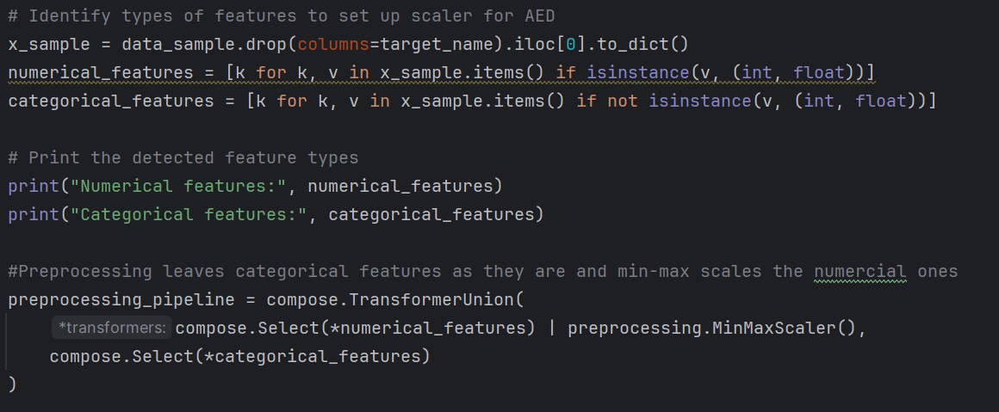 # Identify types of features to set up scaler for AED
x_sample = data_sample.drop(columns=target_name).iloc[0].to_dict()
numerical_features = [k for k, v in x_sample.items() if isinstance(v, (int, float))]
categorical_features = [k for k, v in x_sample.items() if not isinstance(v, (int, float))]

# Print the detected feature types
print("Numerical features:", numerical_features)
print("Categorical features:", categorical_features)

#Preprocessing leaves categorical features as they are and min-max scales the numercial ones
preprocessing_pipeline = compose.TransformerUnion(
    *transformers: compose.Select(*numerical_features) | preprocessing.MinMaxScaler(),
    compose.Select(*categorical_features)
)